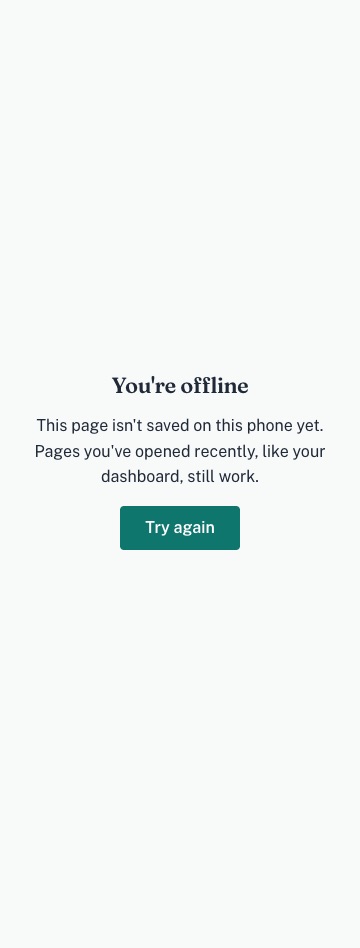 You're offline
This page isn't saved on this phone yet.
Pages you've opened recently, like your
dashboard, still work.
Try again